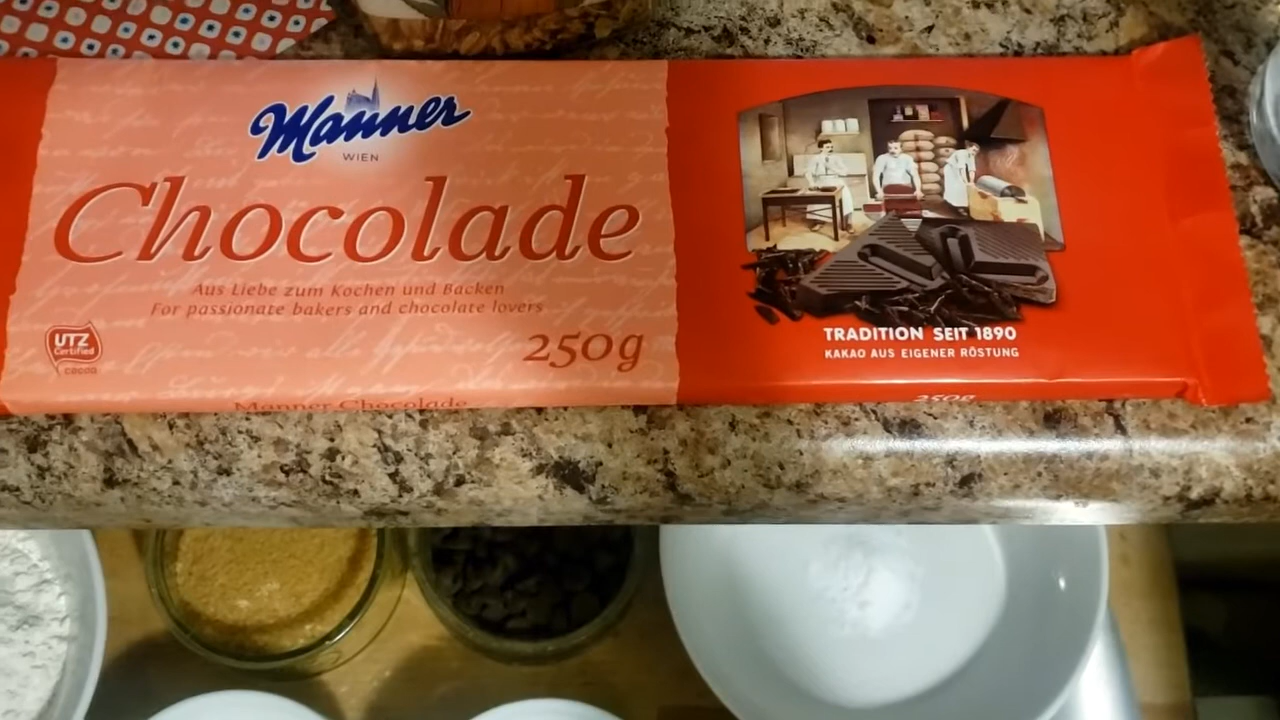 Manner
WIEN
Chocolade
Aus Liebe zum Kochen und Backen
For passionate bakers and chocolate lovers
UTZ
Certified
cacao
250g
Manner Chocolade
TRADITION SEIT 1890
KAKAO AUS EIGENER RÖSTUNG
250g